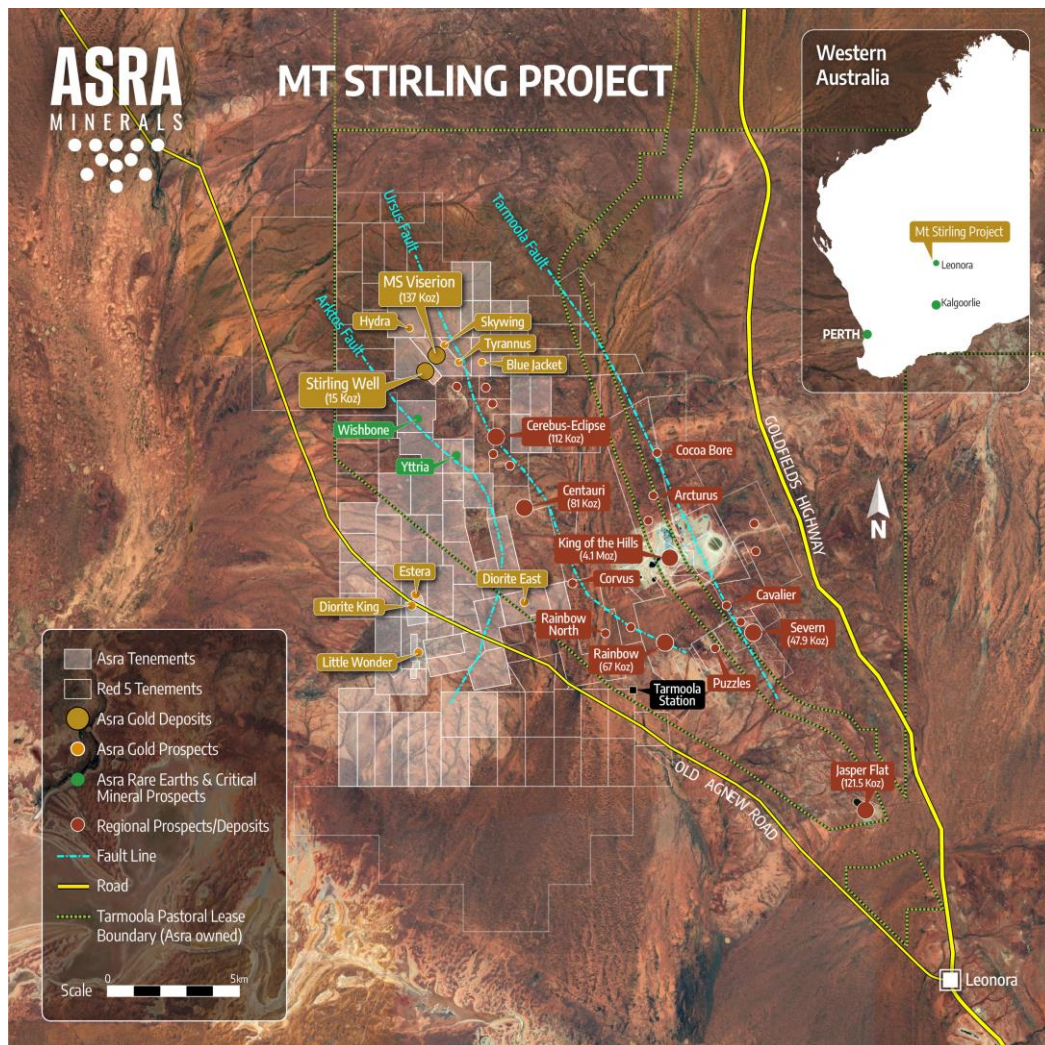 ASRA
MINERALS
MT STIRLING PROJECT
Western
Australia
Mt Stirling Project
Leonora
Kalgoorlie
PERTH
Ursus Fault
Tarmoola Fault
Arktos Fault
MS Viserion
(137 Koz)
Hydra
Skywing
Tyrannus
Blue Jacket
Stirling Well
(15 Koz)
Wishbone
Yttria
Cerebus-Eclipse
(112 Koz)
Cocoa Bore
Centauri
(81 Koz)
Arcturus
GOLDFIELDS HIGHWAY
N
King of the Hills
(4.1 Moz)
Estera
Diorite East
Corvus
Diorite King
Cavalier
Rainbow
North
Severn
(47.9 Koz)
Little Wonder
Rainbow
(67 Koz)
Puzzles
Tarmoola
Station
OLD AGNEW ROAD
Jasper Flat
(121.5 Koz)
Leonora
Asra Tenements
Red 5 Tenements
Asra Gold Deposits
Asra Gold Prospects
Asra Rare Earths & Critical
Mineral Prospects
Regional Prospects/Deposits
Fault Line
Road
Tarmoola Pastoral Lease
Boundary (Asra owned)
0 5km
Scale